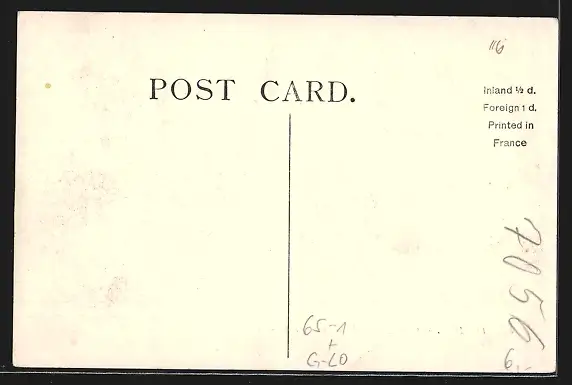 116
POST CARD.
Inland ½ d.
Foreign 1 d.
Printed in
France
7056
65-1
+
G-LO
6,-